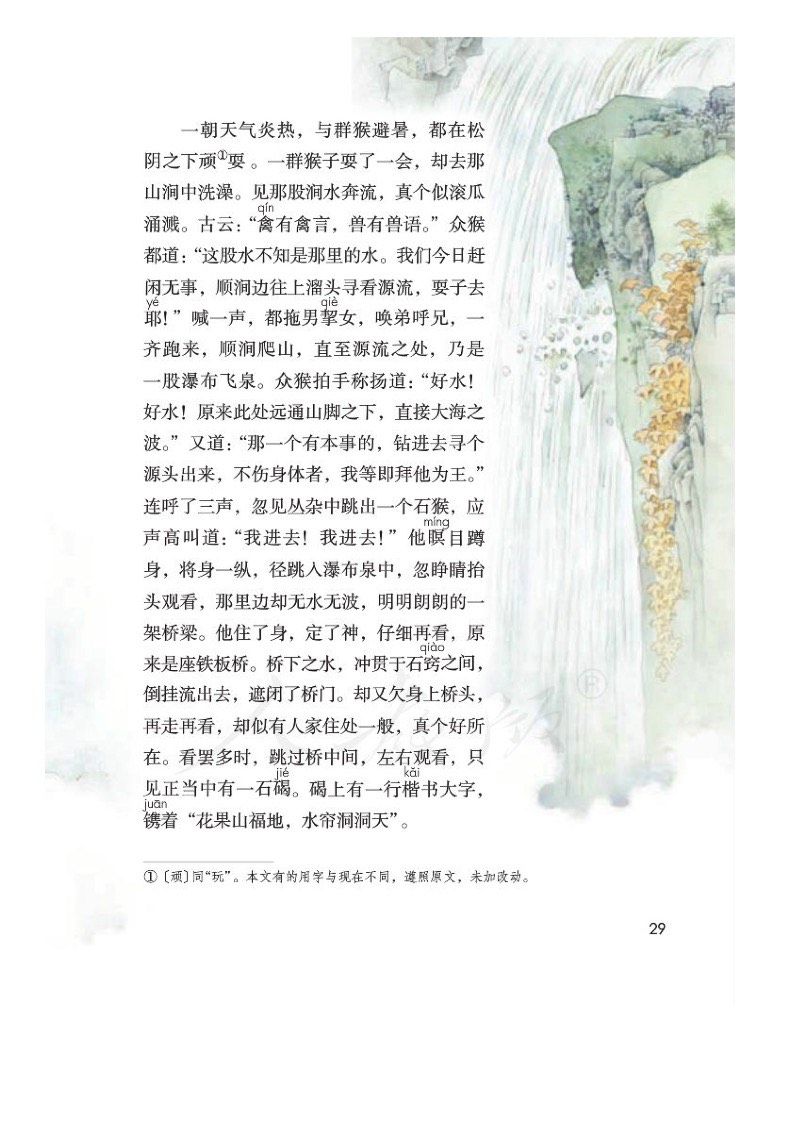 一朝天气炎热，与群猴避暑，都在松
阴之下顽①耍。一群猴子耍了一会，却去那
山涧中洗澡。见那股涧水奔流，真个似滚瓜
qín
涌溅。古云：“禽有禽言，兽有兽语。”众猴
都道：“这股水不知是那里的水。我们今日赶
闲无事，顺涧边往上溜头寻看源流，耍子去
yé qiè
耶！”喊一声，都拖男挈女，唤弟呼兄，一
齐跑来，顺涧爬山，直至源流之处，乃是
一股瀑布飞泉。众猴拍手称扬道：“好水！
好水！原来此处远通山脚之下，直接大海之
波。”又道：“那一个有本事的，钻进去寻个
源头出来，不伤身体者，我等即拜他为王。”
连呼了三声，忽见丛杂中跳出一个石猴，应
míng
声高叫道：“我进去！我进去！”他瞑目蹲
身，将身一纵，径跳入瀑布泉中，忽睁睛抬
头观看，那里边却无水无波，明明朗朗的一
架桥梁。他住了身，定了神，仔细再看，原
qiào
来是座铁板桥。桥下之水，冲贯于石窍之间，
倒挂流出去，遮闭了桥门。却又欠身上桥头，
再走再看，却似有人家住处一般，真个好所
在。看罢多时，跳过桥中间，左右观看，只
jié kǎi
见正当中有一石碣。碣上有一行楷书大字，
juān
镌着“花果山福地，水帘洞洞天”。
①〔顽〕同“玩”。本文有的用字与现在不同，遵照原文，未加改动。
29